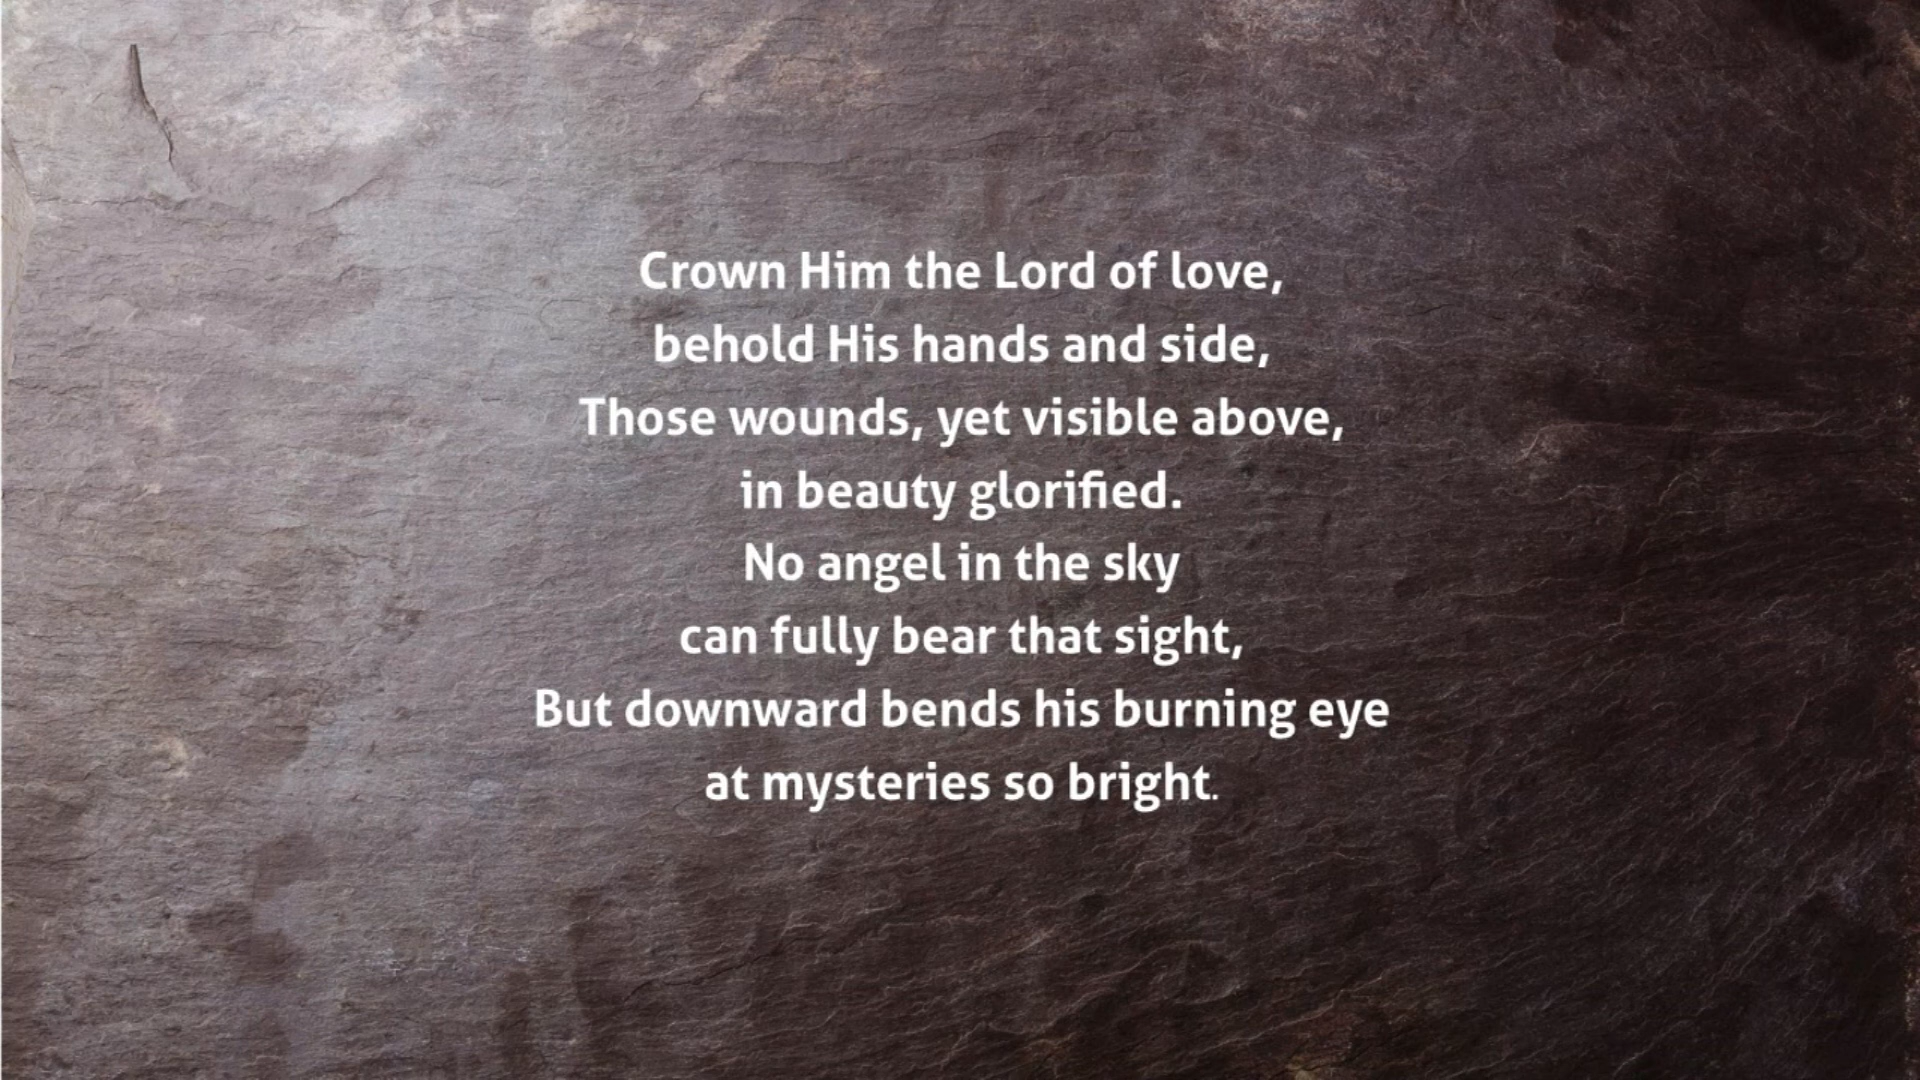 Crown Him the Lord of love,
behold His hands and side,
Those wounds, yet visible above,
in beauty glorified.
No angel in the sky
can fully bear that sight,
But downward bends his burning eye
at mysteries so bright.